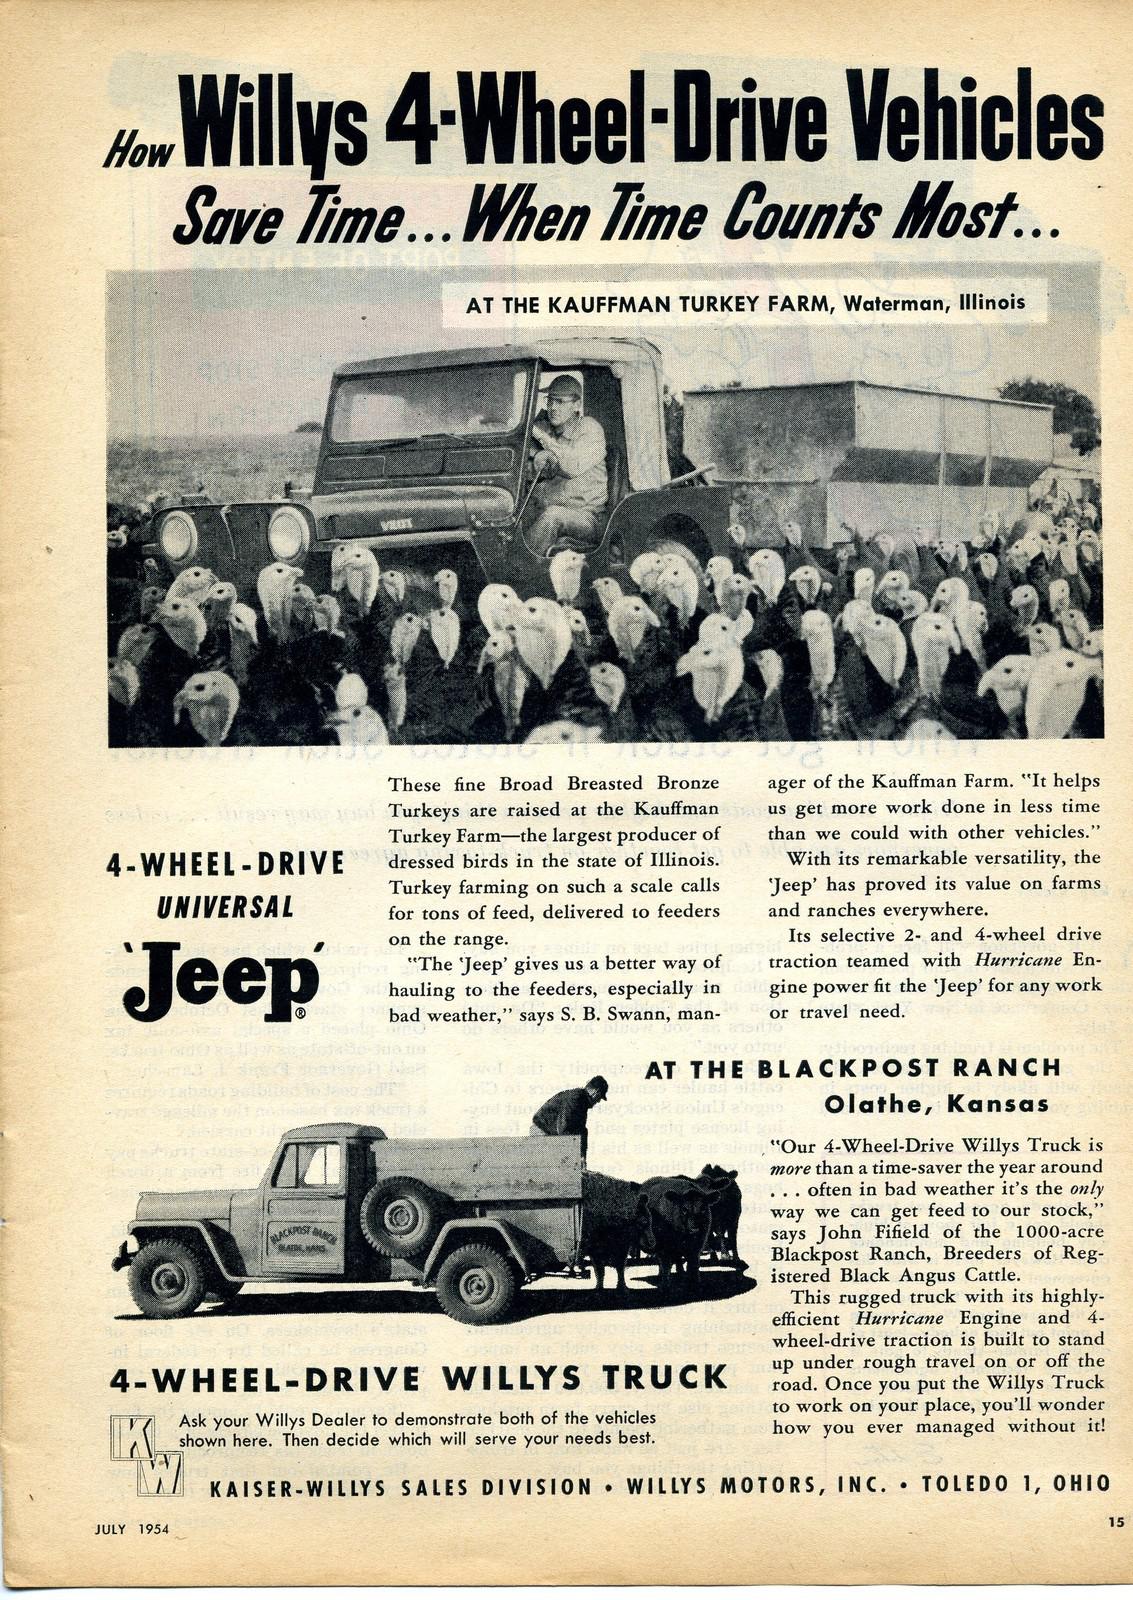 How Willys 4-Wheel-Drive Vehicles
Save Time...When Time Counts Most...
AT THE KAUFFMAN TURKEY FARM, Waterman, Illinois
4-WHEEL-DRIVE
UNIVERSAL
'Jeep'®
These fine Broad Breasted Bronze
Turkeys are raised at the Kauffman
Turkey Farm—the largest producer of
dressed birds in the state of Illinois.
Turkey farming on such a scale calls
for tons of feed, delivered to feeders
on the range.
"The 'Jeep' gives us a better way of
hauling to the feeders, especially in
bad weather," says S. B. Swann, man-
ager of the Kauffman Farm. "It helps
us get more work done in less time
than we could with other vehicles."
With its remarkable versatility, the
'Jeep' has proved its value on farms
and ranches everywhere.
Its selective 2- and 4-wheel drive
traction teamed with Hurricane En-
gine power fit the 'Jeep' for any work
or travel need.
AT THE BLACKPOST RANCH
Olathe, Kansas
"Our 4-Wheel-Drive Willys Truck is
more than a time-saver the year around
. . . often in bad weather it's the only
way we can get feed to our stock,"
says John Fifield of the 1000-acre
Blackpost Ranch, Breeders of Reg-
istered Black Angus Cattle.
This rugged truck with its highly-
efficient Hurricane Engine and 4-
wheel-drive traction is built to stand
up under rough travel on or off the
road. Once you put the Willys Truck
to work on your place, you'll wonder
how you ever managed without it!
BLACKPOST RANCH
OLATHE, KANS.
4-WHEEL-DRIVE WILLYS TRUCK
K
W
Ask your Willys Dealer to demonstrate both of the vehicles
shown here. Then decide which will serve your needs best.
KAISER-WILLYS SALES DIVISION • WILLYS MOTORS, INC. • TOLEDO 1, OHIO
JULY 1954
15